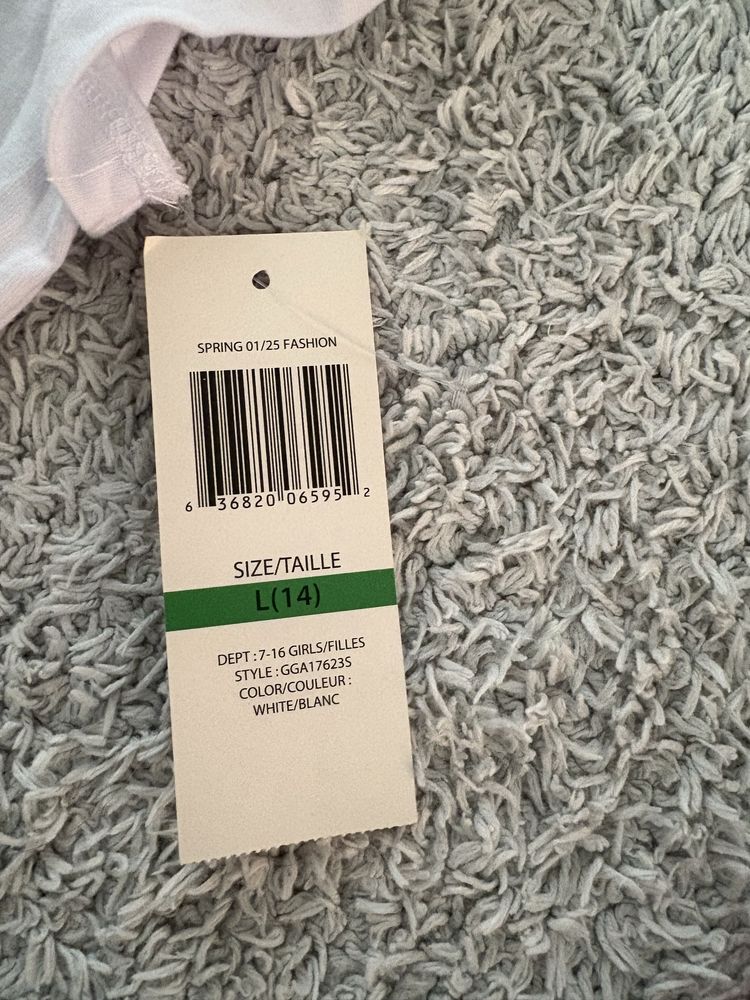 SPRING 01/25 FASHION
6 36820 06595 2
SIZE/TAILLE
L(14)
DEPT : 7-16 GIRLS/FILLES
STYLE : GGA17623S
COLOR/COULEUR :
WHITE/BLANC